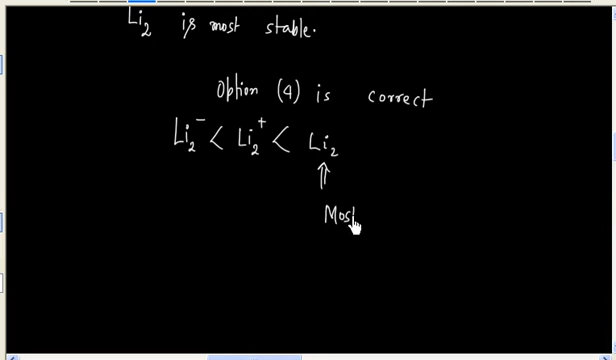 Li₂ is most stable.
Option (4) is correct
Li₂⁻ < Li₂⁺ < Li₂
⇑
Most